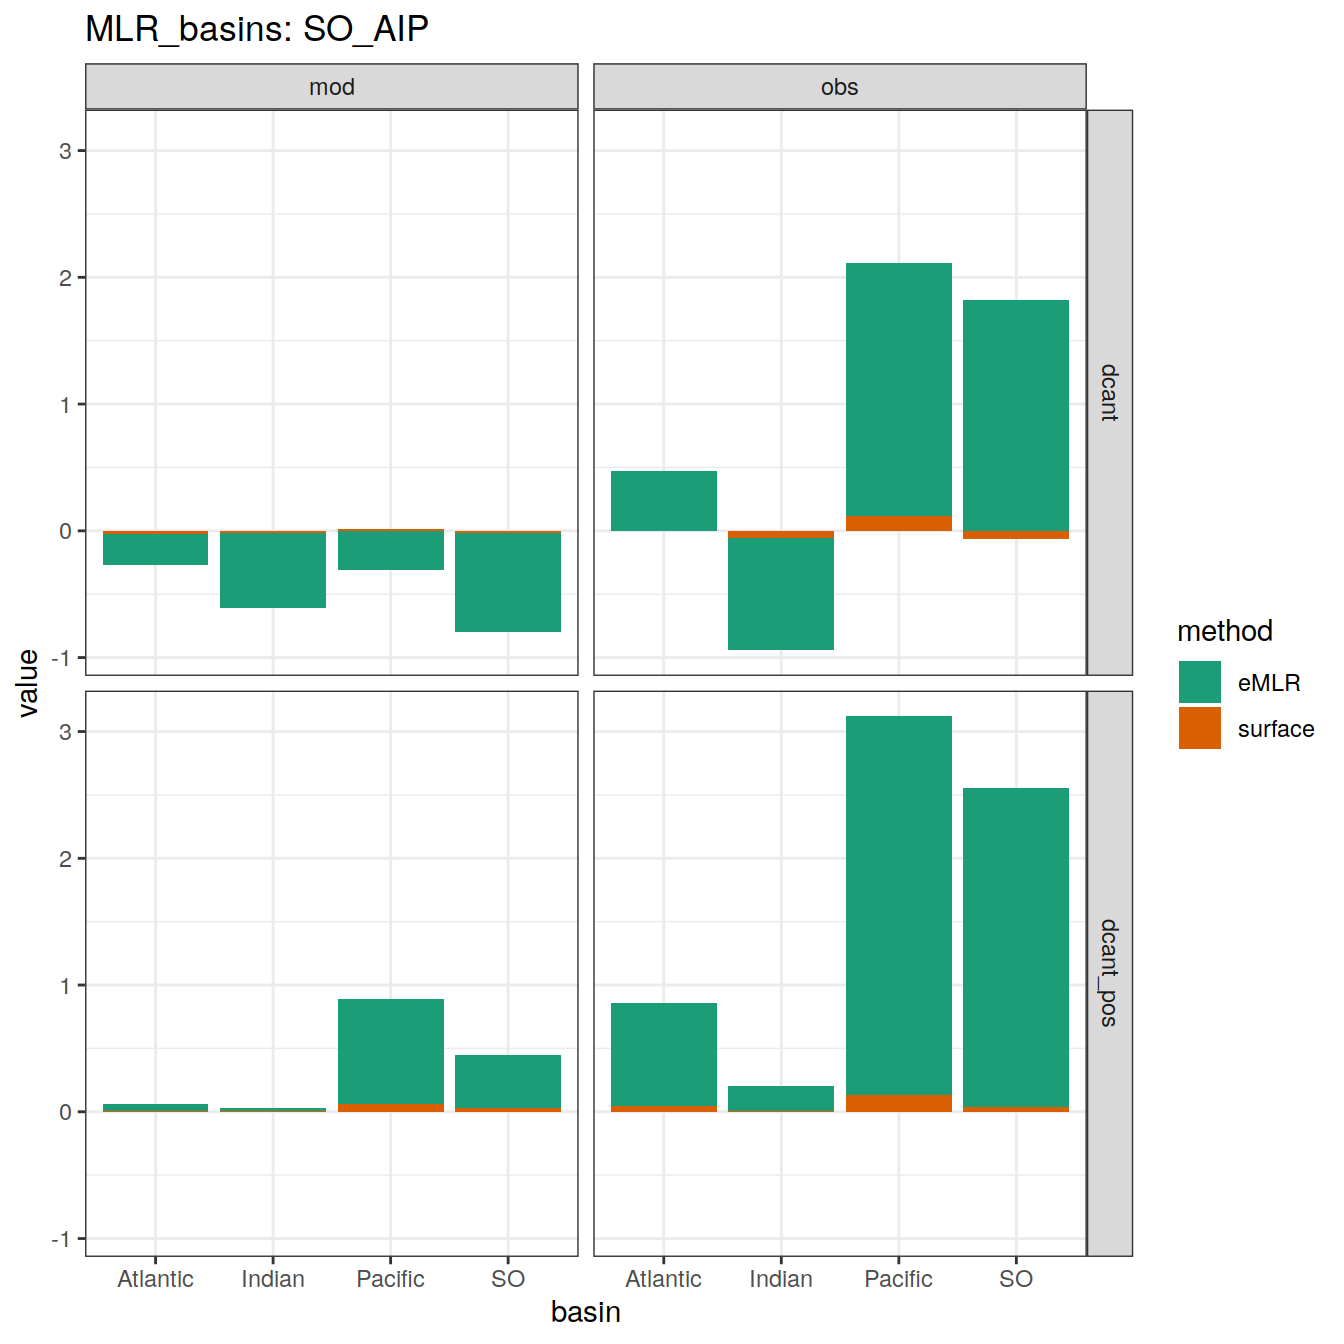 MLR_basins: SO_AIP
mod
obs
3
2
1
0
-1
dcant
3
2
1
0
-1
dcant_pos
value
Atlantic Indian Pacific SO
Atlantic Indian Pacific SO
basin
method
eMLR
surface